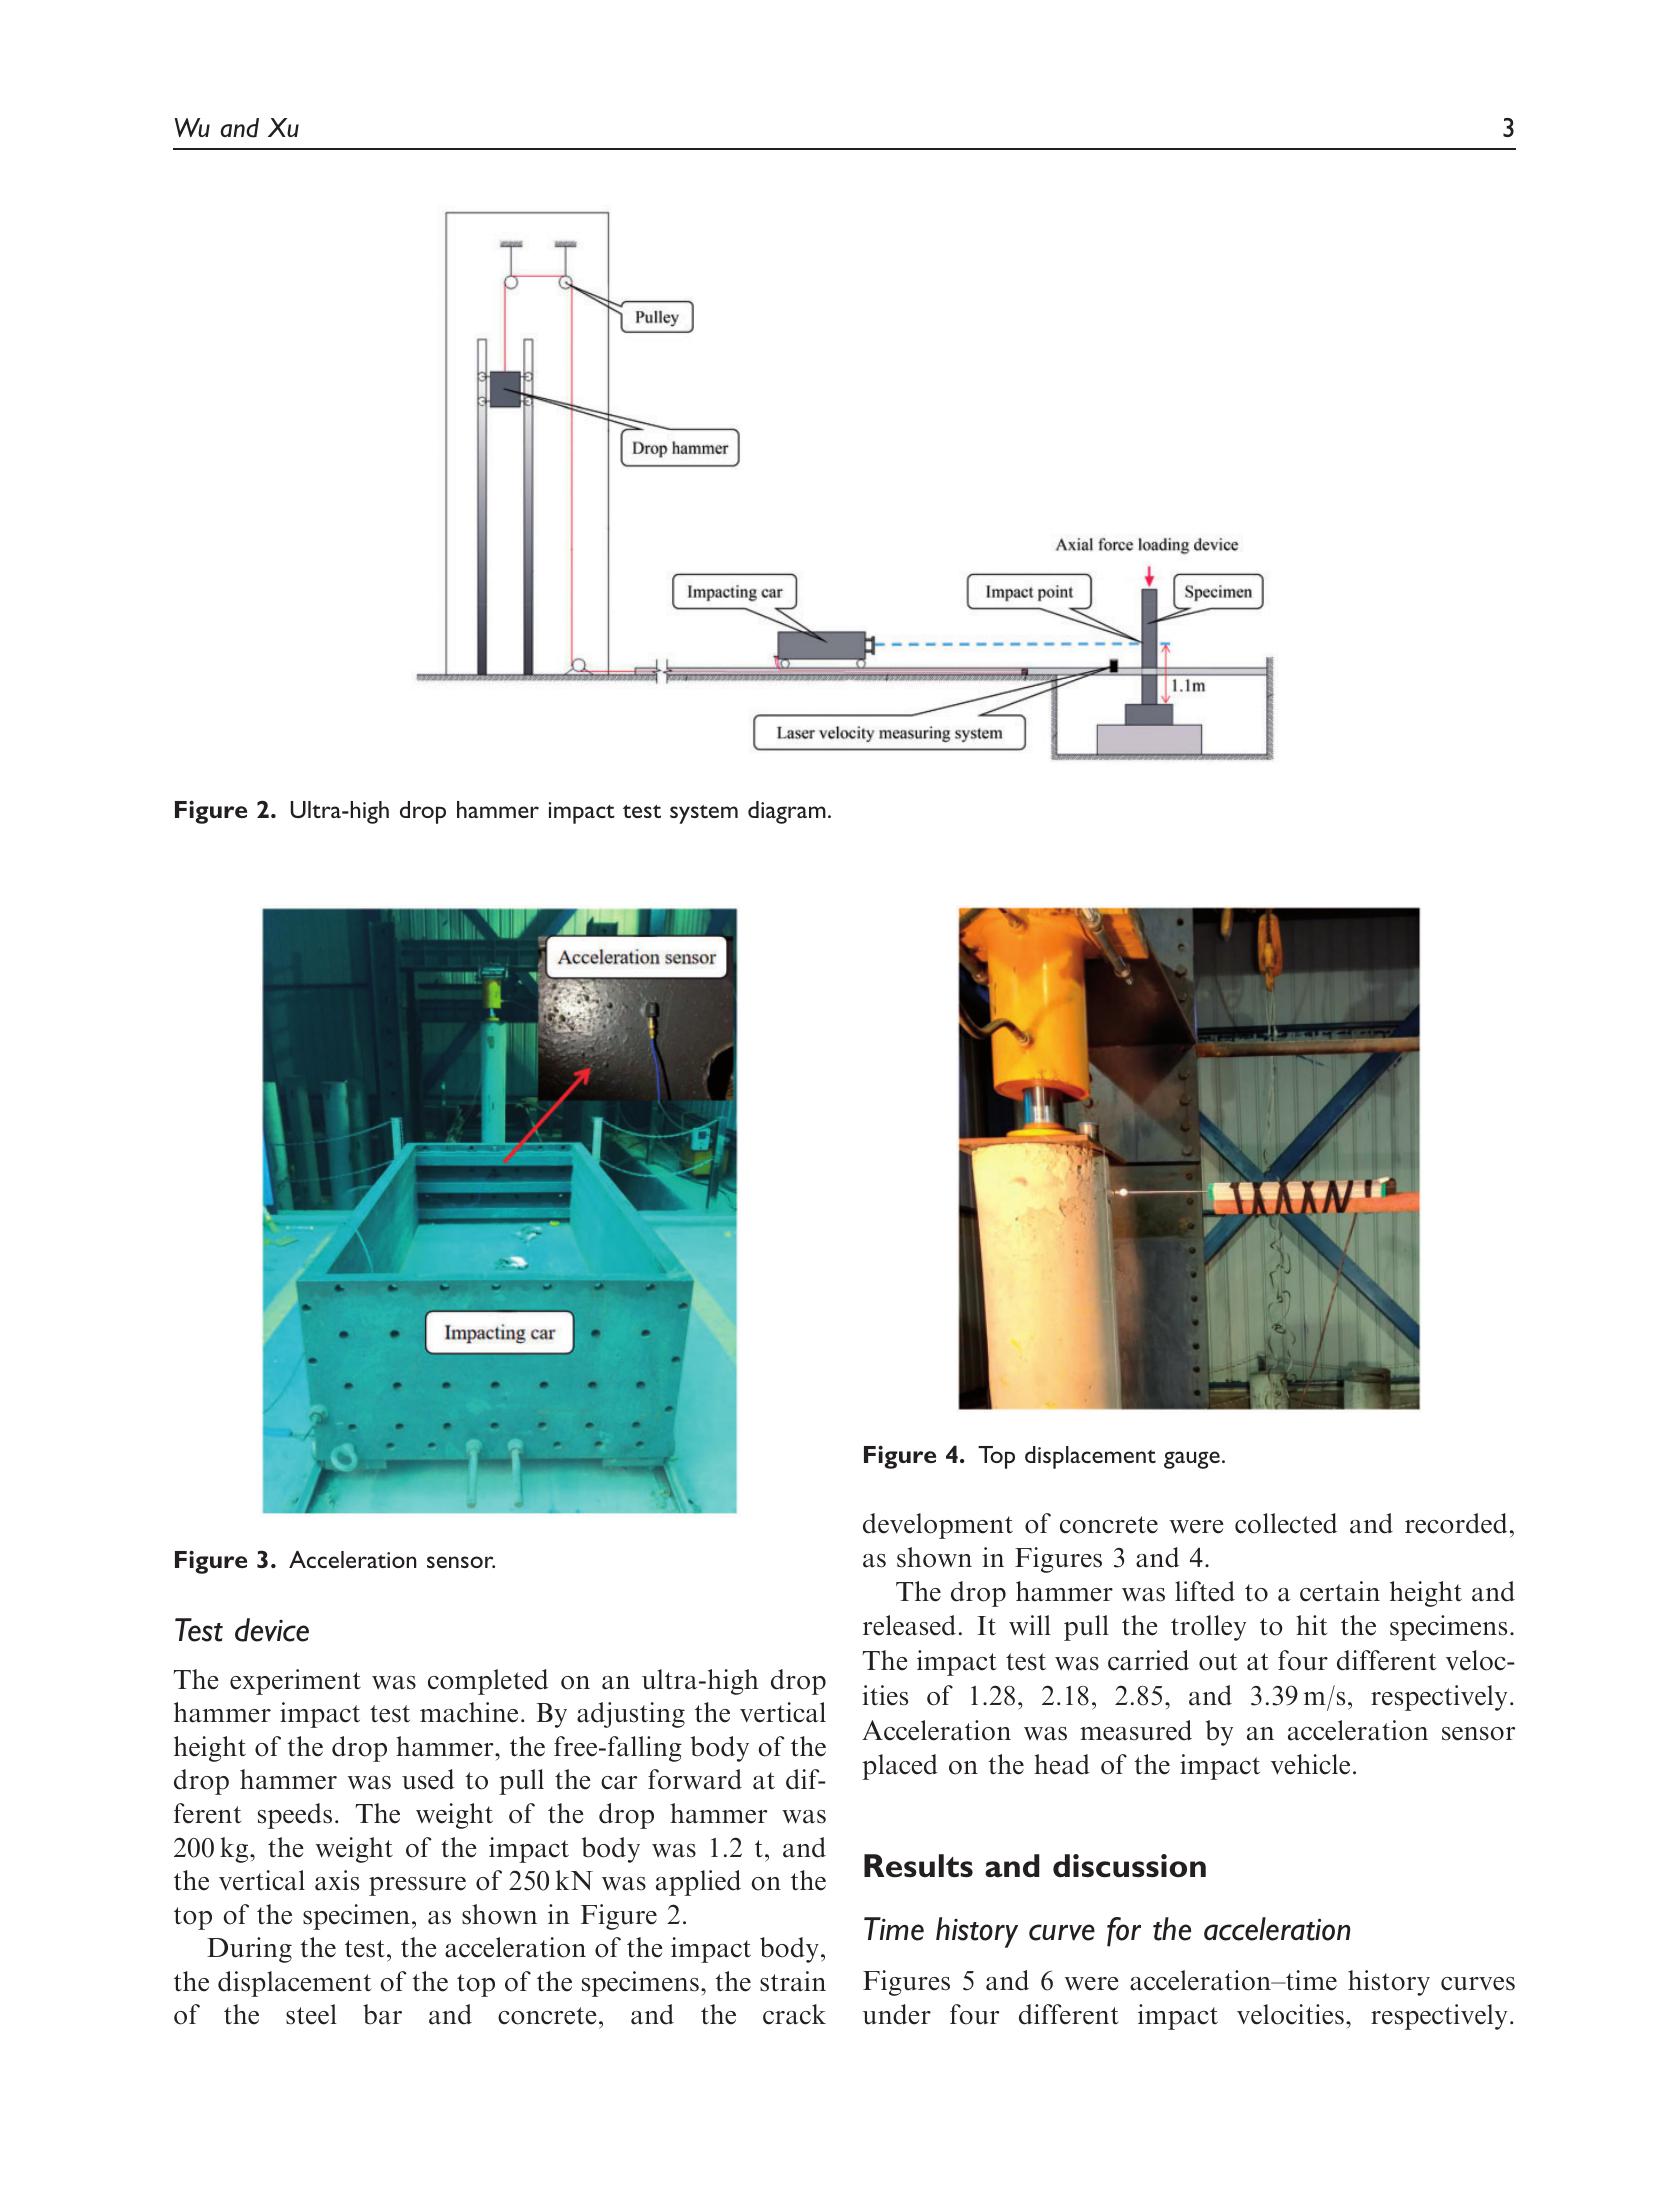 Wu and Xu
3
Pulley
Drop hammer
Axial force loading device
Impacting car
Impact point
Specimen
1.1m
Laser velocity measuring system
Figure 2. Ultra-high drop hammer impact test system diagram.
Acceleration sensor
Impacting car
Figure 3. Acceleration sensor.
Test device
The experiment was completed on an ultra-high drop
hammer impact test machine. By adjusting the vertical
height of the drop hammer, the free-falling body of the
drop hammer was used to pull the car forward at dif-
ferent speeds. The weight of the drop hammer was
200 kg, the weight of the impact body was 1.2 t, and
the vertical axis pressure of 250 kN was applied on the
top of the specimen, as shown in Figure 2.
During the test, the acceleration of the impact body,
the displacement of the top of the specimens, the strain
of the steel bar and concrete, and the crack
Figure 4. Top displacement gauge.
development of concrete were collected and recorded,
as shown in Figures 3 and 4.
The drop hammer was lifted to a certain height and
released. It will pull the trolley to hit the specimens.
The impact test was carried out at four different veloc-
ities of 1.28, 2.18, 2.85, and 3.39 m/s, respectively.
Acceleration was measured by an acceleration sensor
placed on the head of the impact vehicle.
Results and discussion
Time history curve for the acceleration
Figures 5 and 6 were acceleration–time history curves
under four different impact velocities, respectively.